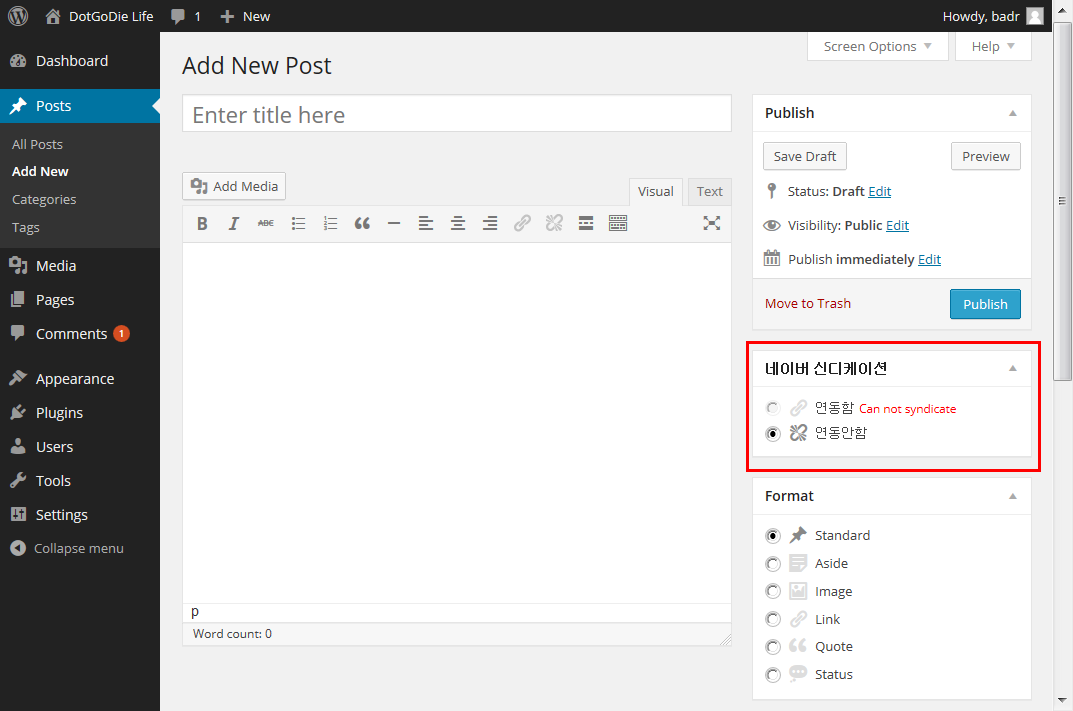 DotGodie Life 1 New Howdy, badr
Screen Options Help
Dashboard
Posts
All Posts
Add New
Categories
Tags
Media
Pages
Comments 1
Appearance
Plugins
Users
Tools
Settings
Collapse menu
Add New Post
Enter title here
Add Media
Visual Text
B I ABC
p
Word count: 0
Publish
Save Draft Preview
Status: Draft Edit
Visibility: Public Edit
Publish immediately Edit
Move to Trash Publish
네이버 신디케이션
연동함 Can not syndicate
연동안함
Format
Standard
Aside
Image
Link
Quote
Status